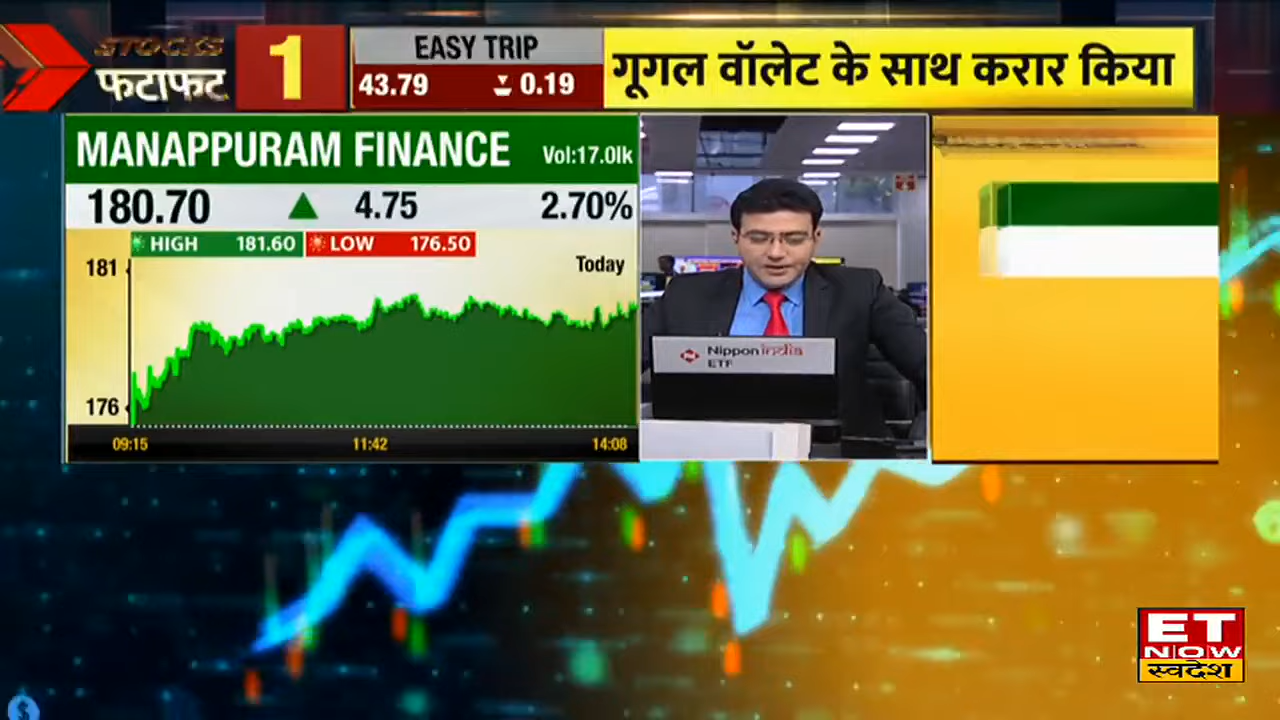 STOCKS
फटाफट
1
EASY TRIP
43.79 0.19
गूगल वॉलेट के साथ करार किया
MANAPPURAM FINANCE Vol:17.0lk
180.70 4.75 2.70%
HIGH 181.60 LOW 176.50
Today
181
176
09:15 11:42 14:08
Nippon india
ETF
ET
NOW
स्वदेश
$